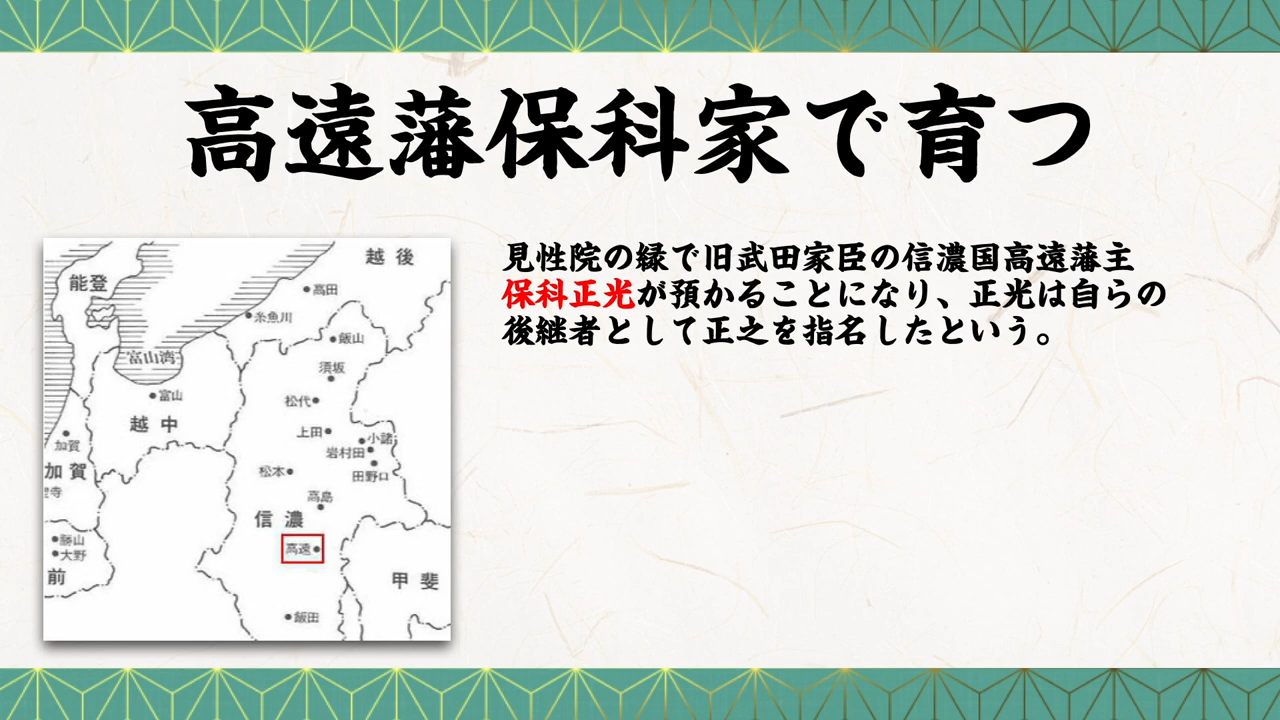 高遠藩保科家で育つ
見性院の縁で旧武田家臣の信濃国高遠藩主
保科正光が預かることになり、正光は自らの
後継者として正之を指名したという。
越後
能登
高田
糸魚川
飯山
富山湾
須坂
富山
松代
越中
上田
小諸
加賀
岩村田
加賀
松本
田野口
高島
信濃
勝山
高遠
大野
前
甲斐
飯田